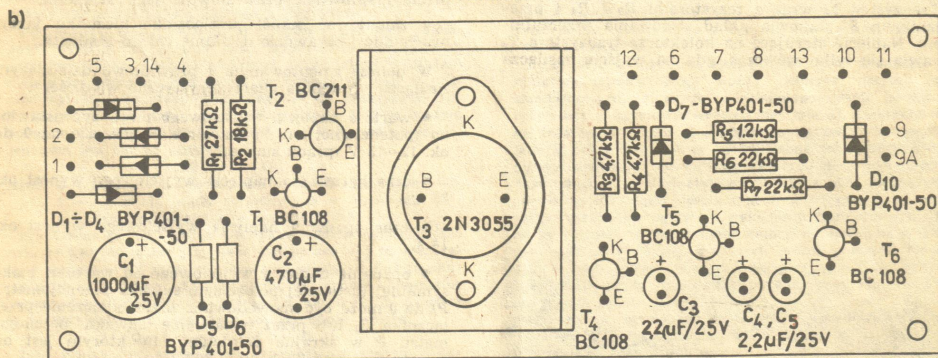 b)
5 3,14 4
2
1
D1÷D4 BYP401-
-50
R1 27kΩ
R2 18kΩ
T2
BC211
B
K
E
B
K
E
T1
BC108
C1
1000µF
25V
+
D5 D6
BYP401-50
C2
470µF
25V
+
K
B E
T3 2N3055
K
12 6 7 8 13 10 11
R3 4,7kΩ
R4 4,7kΩ
D7-BYP401-50
R5 1.2kΩ
R6 22kΩ
R7 22kΩ
9
9A
D10
BYP401-50
K
B
E
T4
BC108
T5
BC108
K
B
E
K
B
E
T6
BC108
+
C3
22µF/25V
+
+
C4, C5
2,2µF/25V